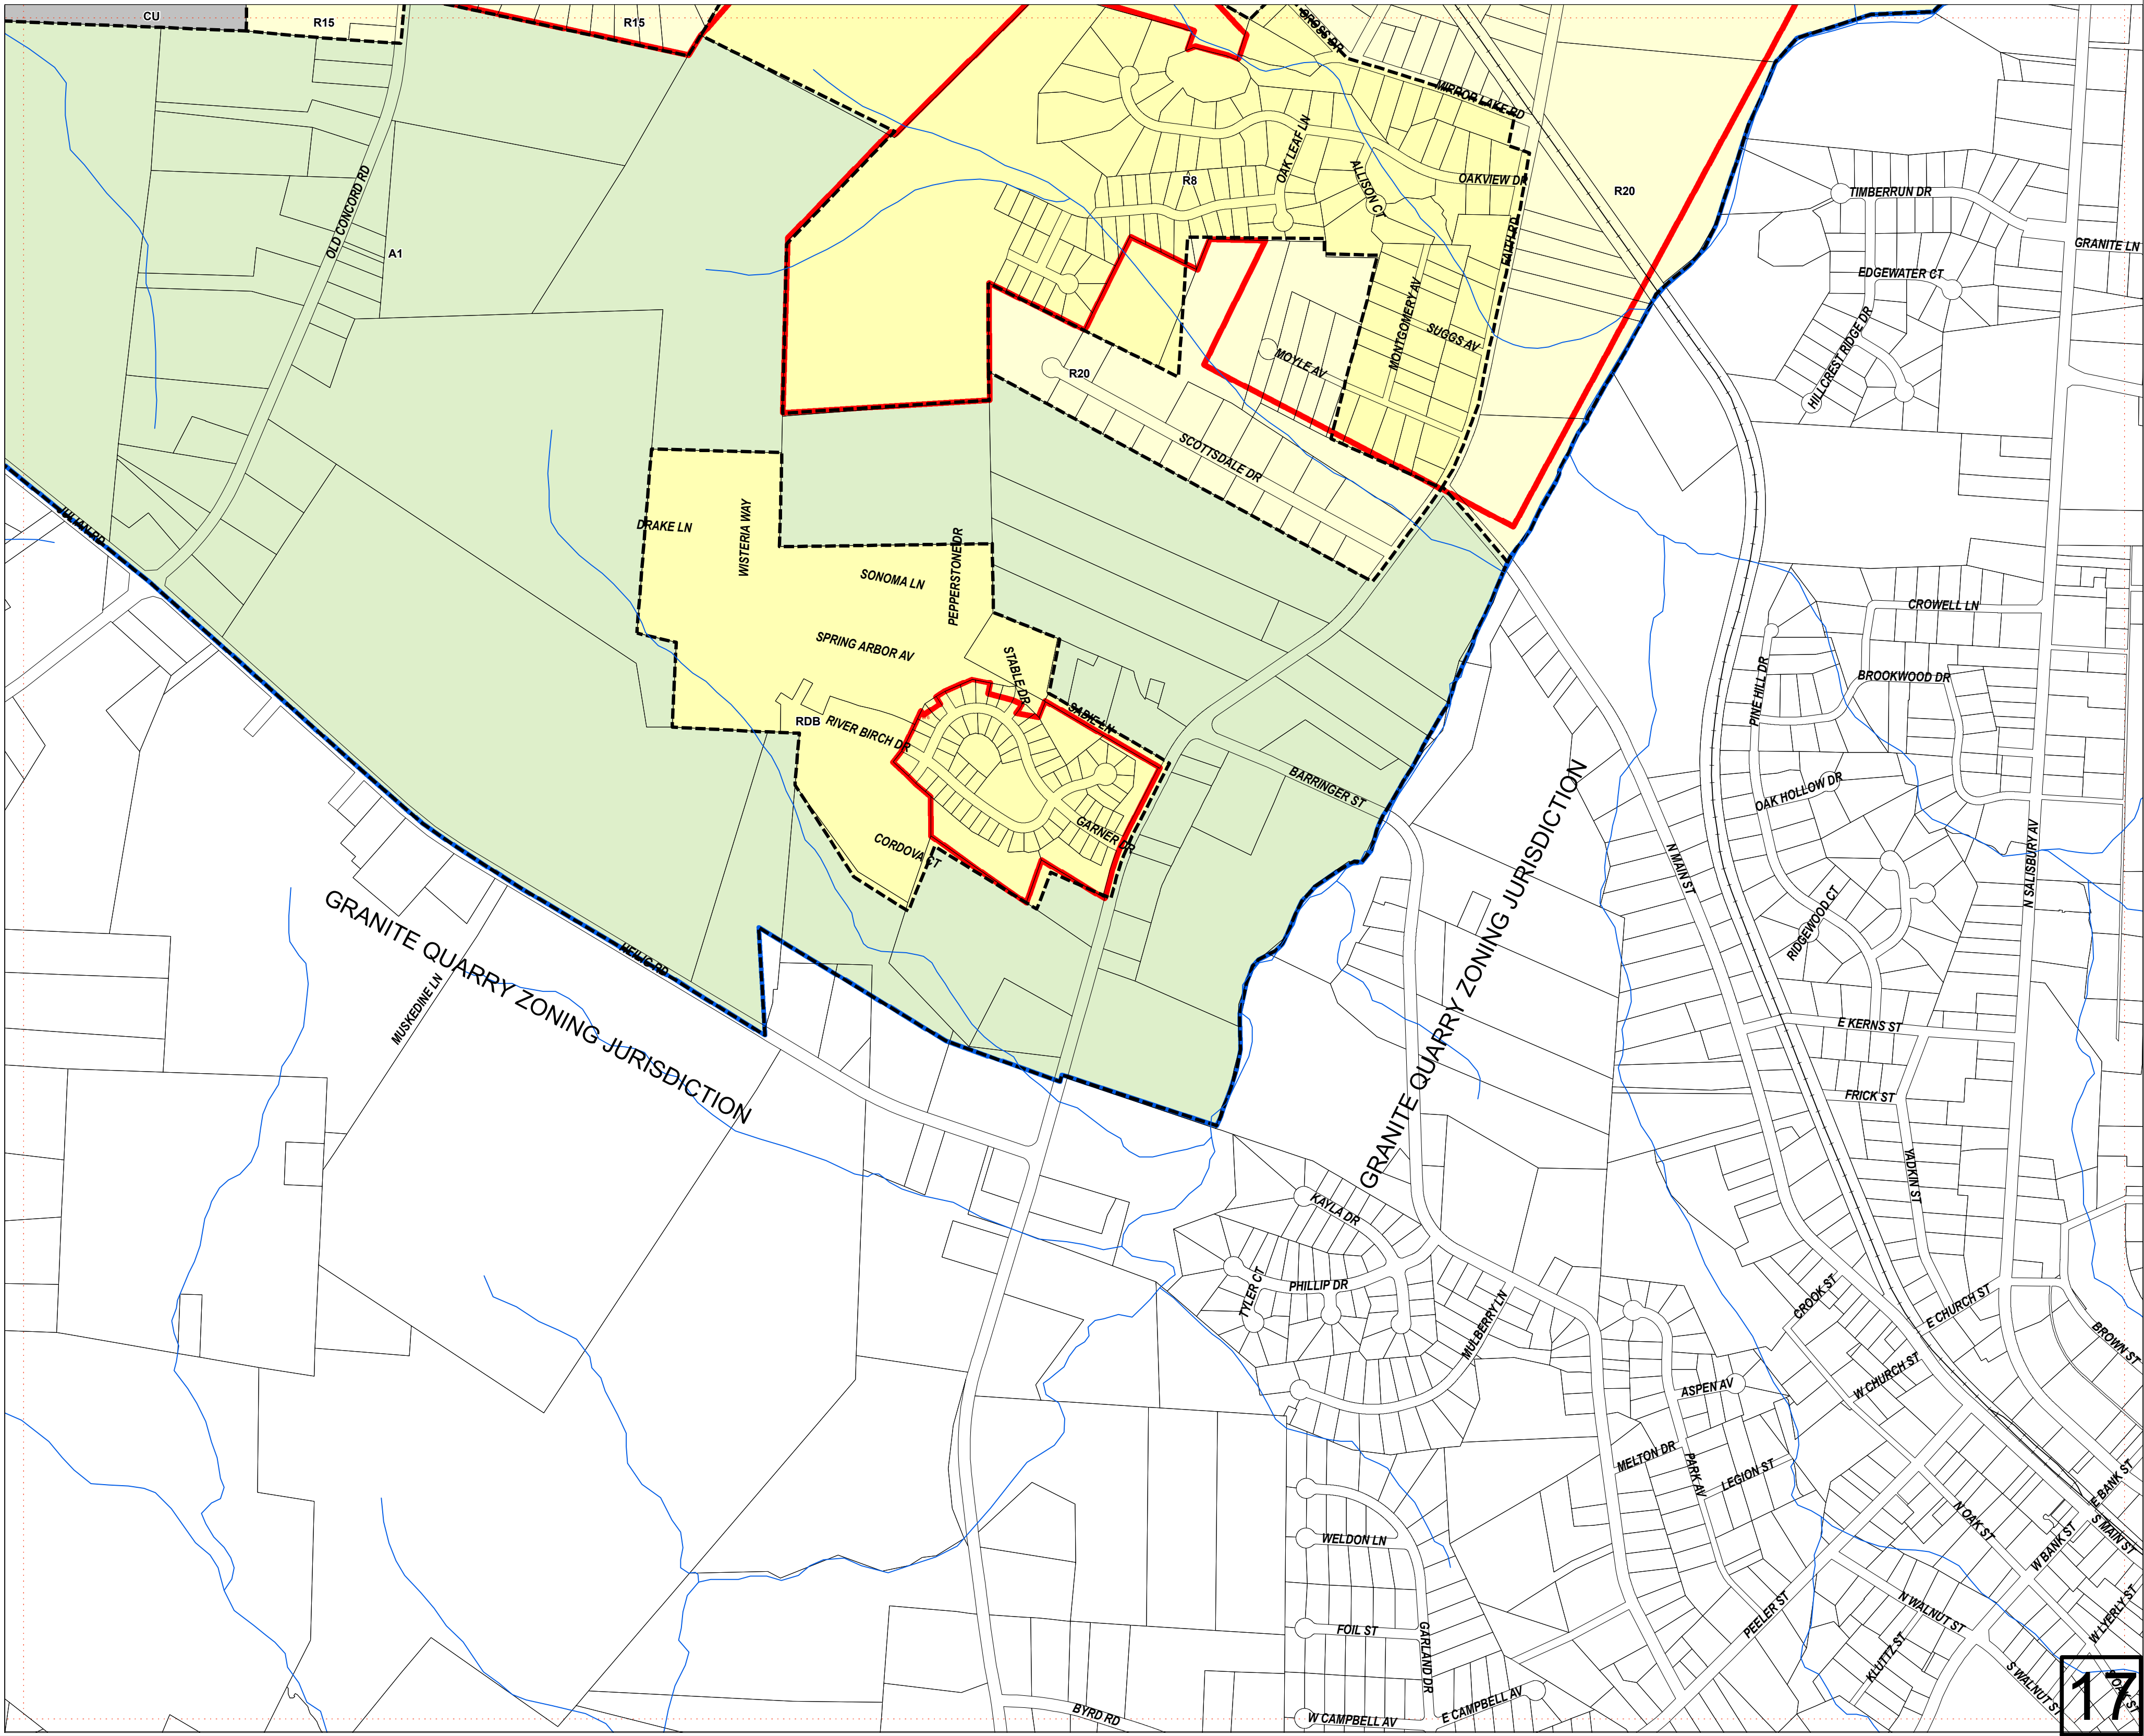 CU
R15
R15
CROSS DR
MIRROR LAKE RD
OAK LEAF LN
ALLISON CT
OAKVIEW DR
R8
R20
TIMBERRUN DR
GRANITE LN
OLD CONCORD RD
A1
FAITH RD
EDGEWATER CT
HILLCREST RIDGE DR
MONTGOMERY AV
SUGGS AV
MOYLE AV
R20
SCOTTSDALE DR
JULIAN RD
DRAKE LN
WISTERIA WAY
SONOMA LN
PEPPERSTONE DR
SPRING ARBOR AV
STABLE DR
SADIE LN
RDB
RIVER BIRCH DR
GARNER DR
CORDOVA CT
BARRINGER ST
CROWELL LN
BROOKWOOD DR
PINE HILL DR
OAK HOLLOW DR
N MAIN ST
N SALISBURY AV
RIDGEWOOD CT
GRANITE QUARRY ZONING JURISDICTION
GRANITE QUARRY ZONING JURISDICTION
HEILIG RD
MUSKEDINE LN
E KERNS ST
FRICK ST
YADKIN ST
KAYLA DR
PHILLIP DR
TYLER CT
MULBERRY LN
CROOK ST
E CHURCH ST
BROWN ST
W CHURCH ST
ASPEN AV
MELTON DR
PARK AV
LEGION ST
E BANK ST
N OAK ST
S MAIN ST
W BANK ST
WELDON LN
N WALNUT ST
W LYERLY ST
PEELER ST
FOIL ST
GARLAND DR
KLUTTZ ST
S WALNUT ST
BYRD RD
W CAMPBELL AV
E CAMPBELL AV
17